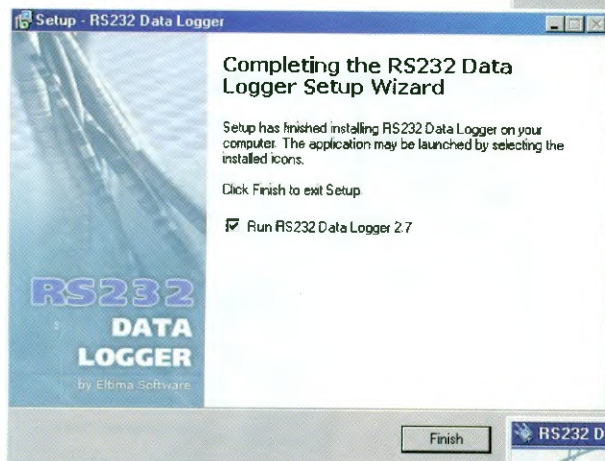 Setup - RS232 Data Logger
Completing the RS232 Data
Logger Setup Wizard
Setup has finished installing RS232 Data Logger on your
computer. The application may be launched by selecting the
installed icons.
Click Finish to exit Setup.
Run RS232 Data Logger 2.7
RS232
DATA
LOGGER
by Eltima Software
Finish
RS232 D